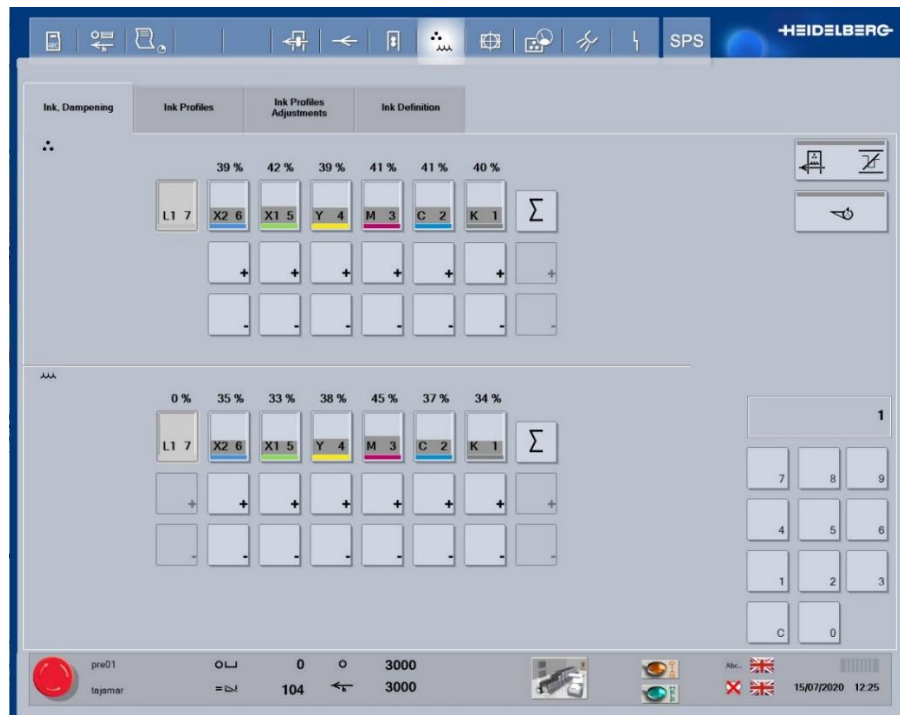 SPS
HEIDELBERG
Ink, Dampening
Ink Profiles
Ink Profiles
Adjustments
Ink Definition
39 % 42 % 39 % 41 % 41 % 40 %
L1 7 X2 6 X1 5 Y 4 M 3 C 2 K 1 Σ
+ + + + + + +
- - - - - - -
0 % 35 % 33 % 38 % 45 % 37 % 34 %
L1 7 X2 6 X1 5 Y 4 M 3 C 2 K 1 Σ
+ + + + + + + +
- - - - - - - -
1
7 8 9
4 5 6
1 2 3
C 0
pre01 0 3000 Abc...
tajamar 104 3000 15/07/2020 12:25